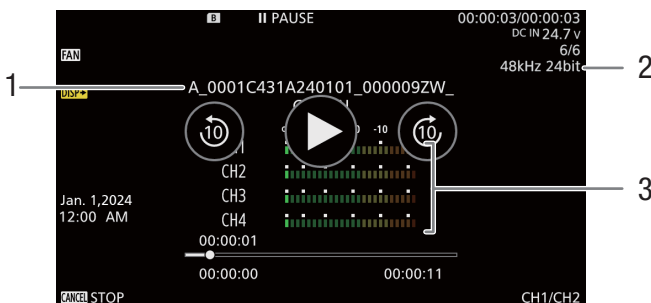 B II PAUSE 00:00:03/00:00:03
DC IN 24.7 V
FAN 6/6
48kHz 24bit
2
1
DISP+
A_0001C431A240101_000009ZW_
10 -10 10
CH2
3
CH3
Jan. 1,2024
12:00 AM
CH4
00:00:01
00:00:00 00:00:11
CANCEL STOP CH1/CH2